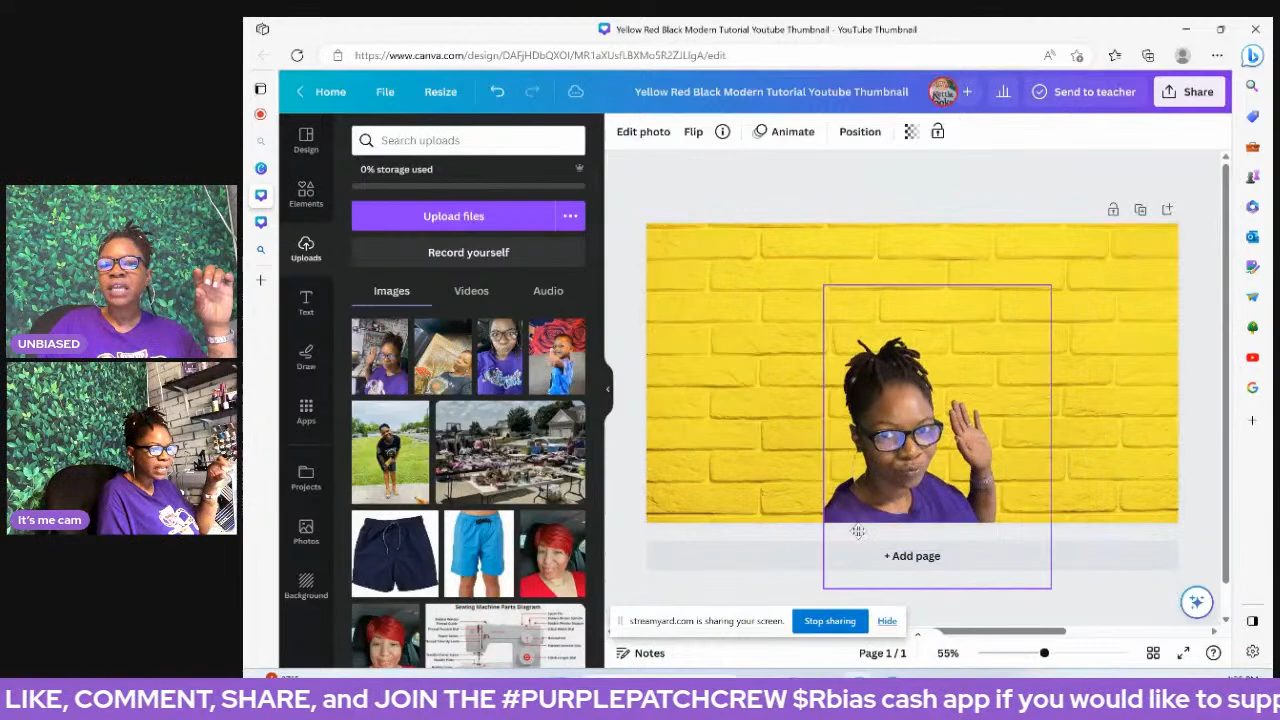 Yellow Red Black Modern Tutorial Youtube Thumbnail - YouTube Thumbnail
https://www.canva.com/design/DAFjHDbQXOI/MR1aXUsfLBXMo5R2ZJLlgA/edit
Home
File
Resize
Yellow Red Black Modern Tutorial Youtube Thumbnail
Send to teacher
Share
Design
Elements
Uploads
Text
Draw
Apps
Projects
Photos
Background
Search uploads
0% storage used
Upload files
Record yourself
Images
Videos
Audio
Sewing Machine Parts Diagram
Edit photo
Flip
Animate
Position
+ Add page
streamyard.com is sharing your screen.
Stop sharing
Hide
Notes
Page 1 / 1
55%
UNBIASED
It's me cam
LIKE, COMMENT, SHARE, and JOIN THE #PURPLEPATCHCREW $Rbias cash app if you would like to supp